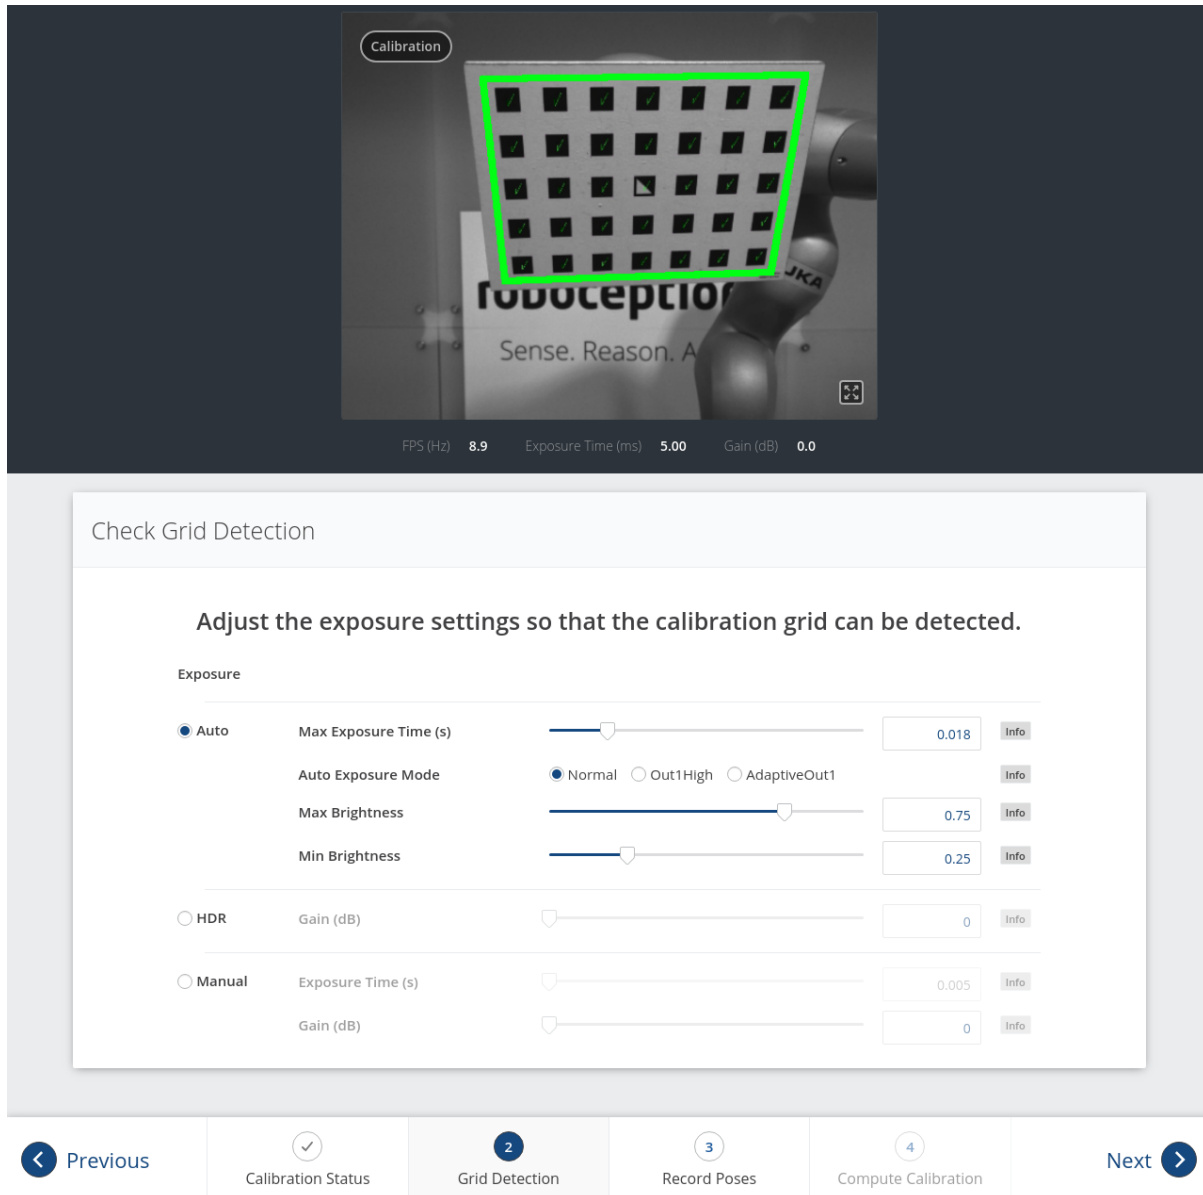 Calibration
JKA
roboception
Sense. Reason. A
FPS (Hz) 8.9 Exposure Time (ms) 5.00 Gain (dB) 0.0
Check Grid Detection
Adjust the exposure settings so that the calibration grid can be detected.
Exposure
Auto Max Exposure Time (s) 0.018 Info
Auto Exposure Mode Normal Out1High AdaptiveOut1 Info
Max Brightness 0.75 Info
Min Brightness 0.25 Info
HDR Gain (dB) 0 Info
Manual Exposure Time (s) 0.005 Info
Gain (dB) 0 Info
Previous
Calibration Status
2
Grid Detection
3
Record Poses
4
Compute Calibration
Next